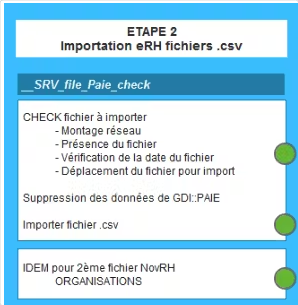 ETAPE 2
Importation eRH fichiers .csv
__SRV_file_Paie_check
CHECK fichier à importer
- Montage réseau
- Présence du fichier
- Vérification de la date du fichier
- Déplacement du fichier pour import
Suppression des données de GDI::PAIE
Importer fichier .csv
IDEM pour 2ème fichier NovRH
ORGANISATIONS